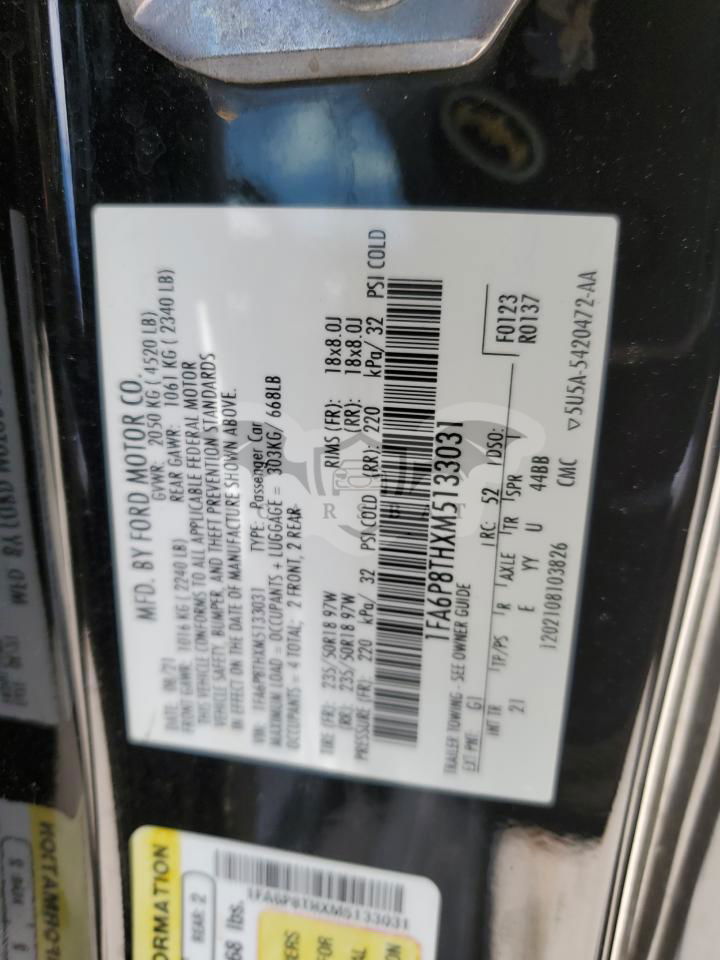 MFD. BY FORD MOTOR CO.
DATE: 08/21 GVWR: 2050 KG ( 4520 LB)
FRONT GAWR: 1016 KG ( 2240 LB) REAR GAWR: 1061 KG ( 2340 LB)
THIS VEHICLE CONFORMS TO ALL APPLICABLE FEDERAL MOTOR
VEHICLE SAFETY, BUMPER, AND THEFT PREVENTION STANDARDS
IN EFFECT ON THE DATE OF MANUFACTURE SHOWN ABOVE.
VIN: 1FA6P8THXM5133031 TYPE: Passenger Car
MAXIMUM LOAD = OCCUPANTS + LUGGAGE = 303KG/ 668LB
OCCUPANTS = 4 TOTAL; 2 FRONT, 2 REAR
TIRE (FR): 235/50R18 97W RIMS (FR): 18x8.0J
(RR): 235/50R18 97W (RR): 18x8.0J
PRESSURE (FR): 220 kPa/ 32 PSI COLD (RR): 220 kPa/ 32 PSI COLD
1FA6P8THXM5133031
TRAILER TOWING - SEE OWNER GUIDE
EXT PNT: G1 RC: 52 DSO: F0123
R0137
INT TR TP/PS R AXLE TR SPR
21 E YY U 44BB
1202108103826 CMC ▽5U5A-5420472-AA
ORMATION
REAR: 2
668 lbs.
1FA6P8THXM5133031
FOR